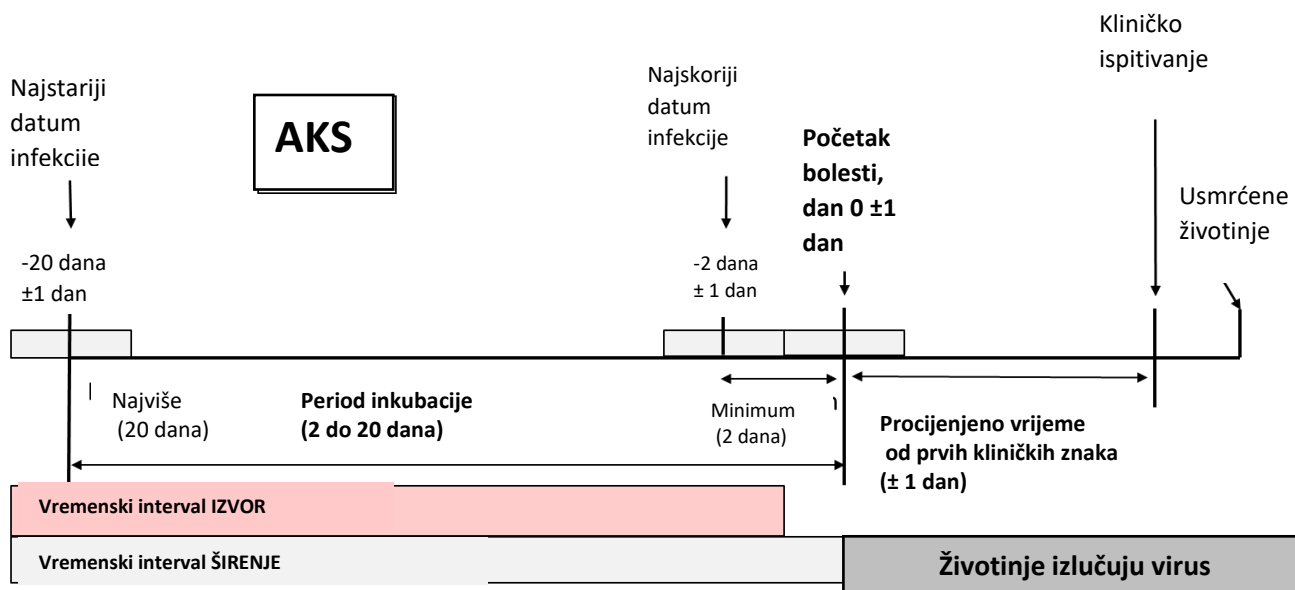 Kliničko
ispitivanje
Najstariji
datum
infekciie
AKS
Najskoriji
datum
infekcije
Početak
bolesti,
dan 0 ±1
dan
Usmrćene
životinje
-20 dana
±1 dan
-2 dana
± 1 dan
Najviše
(20 dana)
Period inkubacije
(2 do 20 dana)
Minimum
(2 dana)
Procijenjeno vrijeme
od prvih kliničkih znaka
(± 1 dan)
Vremenski interval IZVOR
Vremenski interval ŠIRENJE
Životinje izlučuju virus